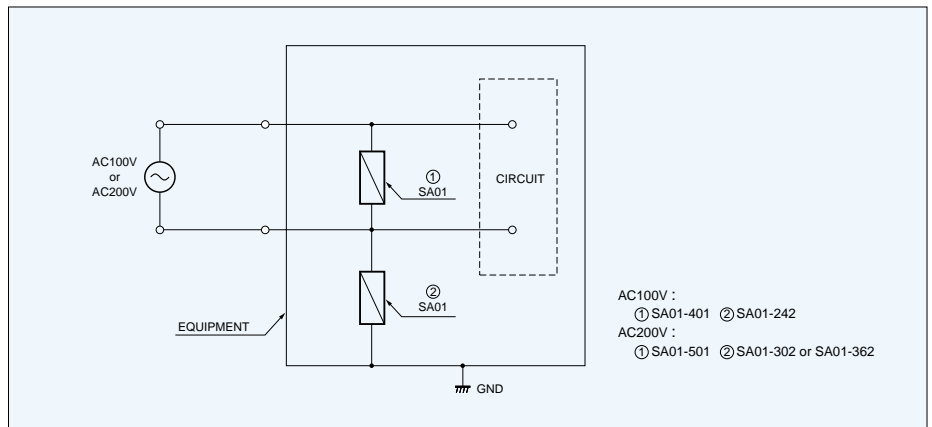 AC100V
or
AC200V
①
SA01
CIRCUIT
②
SA01
EQUIPMENT
GND
AC100V :
① SA01-401 ② SA01-242
AC200V :
① SA01-501 ② SA01-302 or SA01-362